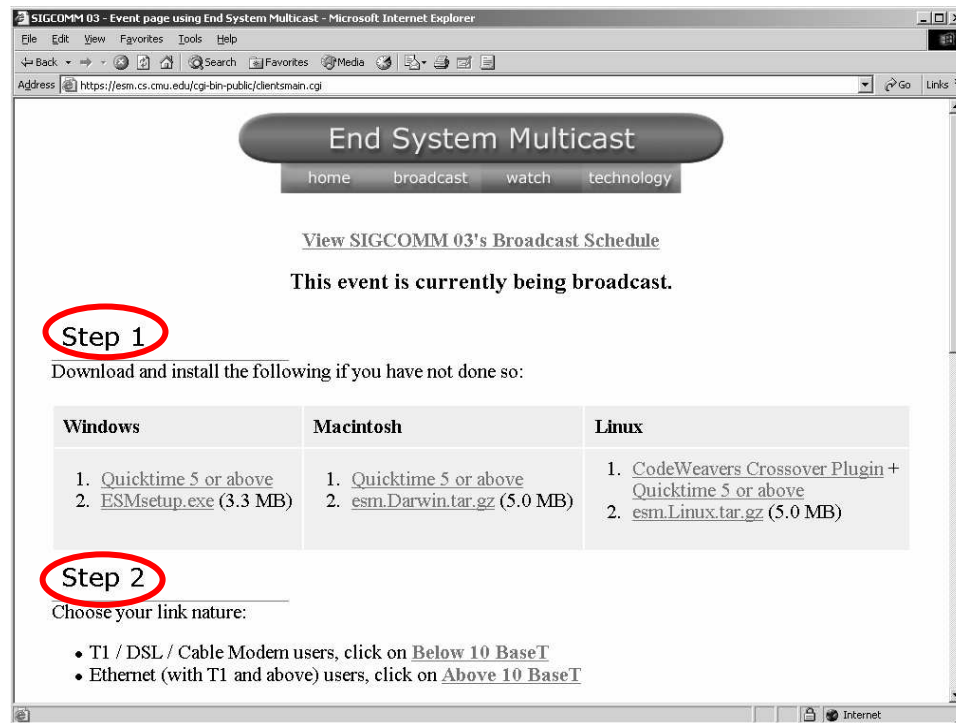 SIGCOMM 03 - Event page using End System Multicast - Microsoft Internet Explorer
File Edit View Favorites Tools Help
Back Search Favorites Media
Address https://esm.cs.cmu.edu/cgi-bin-public/clientsmain.cgi Go Links
End System Multicast
home broadcast watch technology
View SIGCOMM 03's Broadcast Schedule
This event is currently being broadcast.
Step 1
Download and install the following if you have not done so:
Windows Macintosh Linux
1. Quicktime 5 or above 1. Quicktime 5 or above 1. CodeWeavers Crossover Plugin +
Quicktime 5 or above
2. ESMsetup.exe (3.3 MB) 2. esm.Darwin.tar.gz (5.0 MB) 2. esm.Linux.tar.gz (5.0 MB)
Step 2
Choose your link nature:
• T1 / DSL / Cable Modem users, click on Below 10 BaseT
• Ethernet (with T1 and above) users, click on Above 10 BaseT
Internet